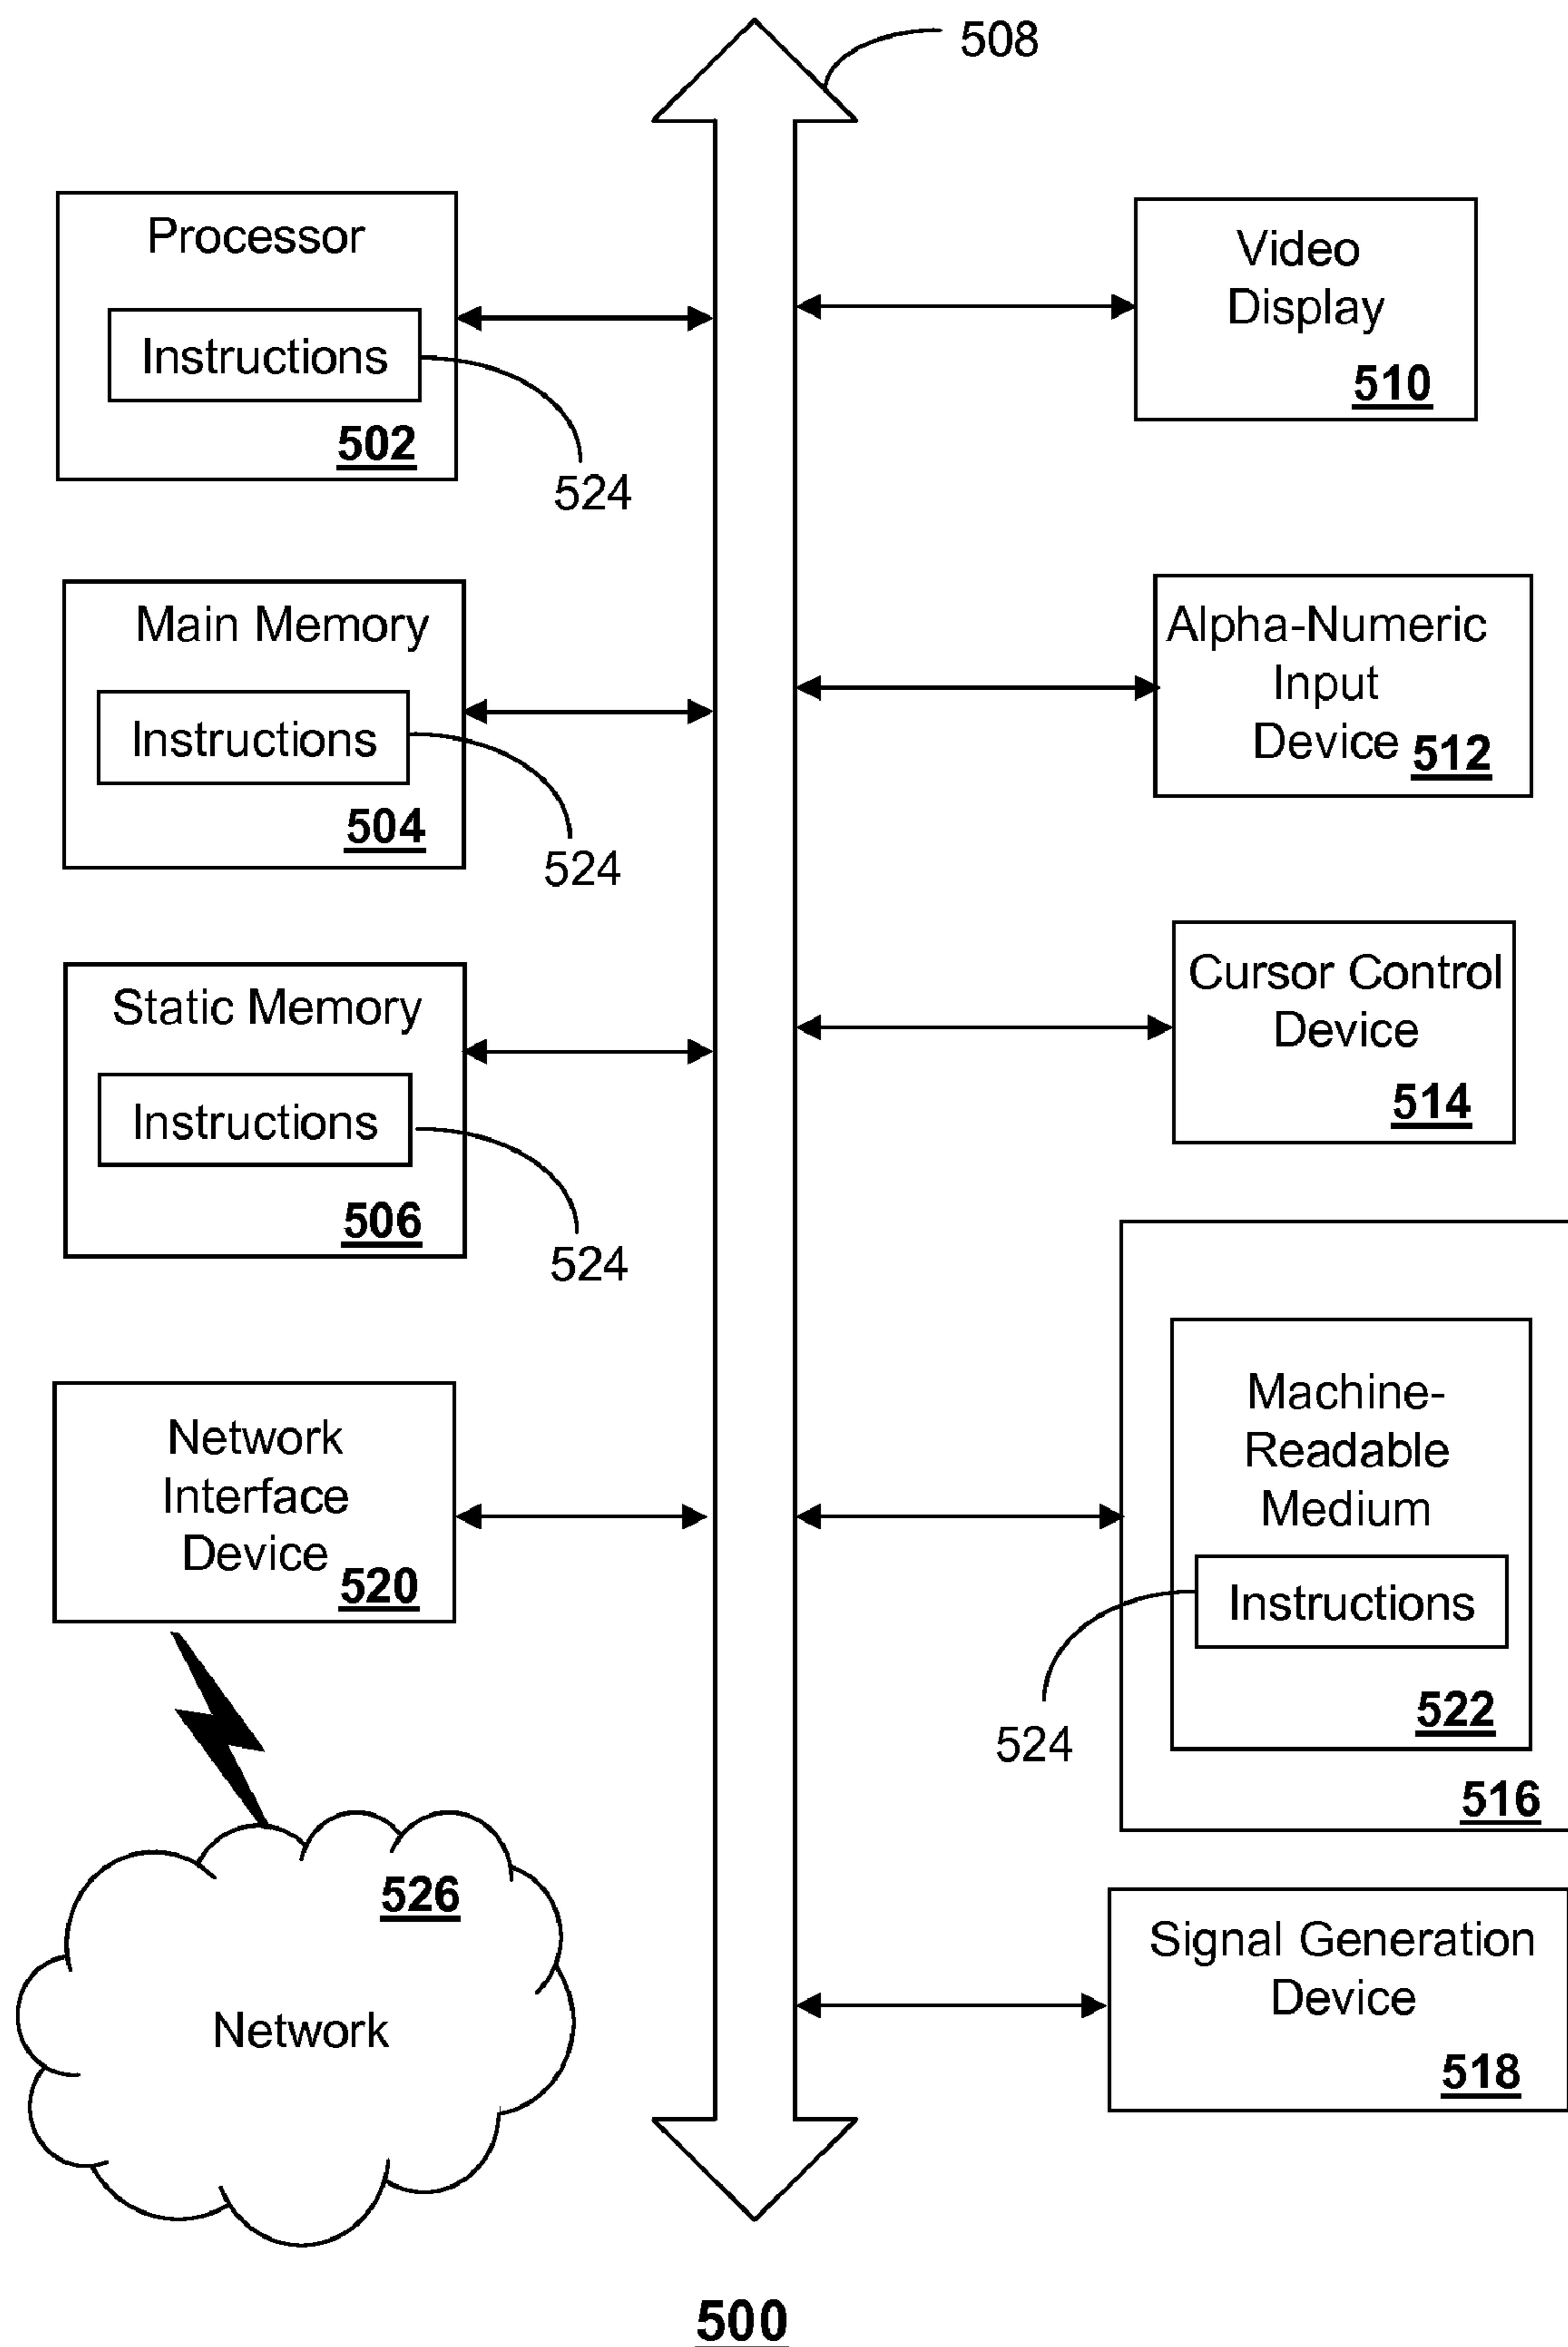 508
Processor
Instructions
502
524
Video
Display
510
Main Memory
Instructions
504
524
Alpha-Numeric
Input
Device 512
Static Memory
Instructions
506
524
Cursor Control
Device
514
Network
Interface
Device 520
Machine-
Readable
Medium
Instructions
522
524
516
526
Network
Signal Generation
Device
518
500